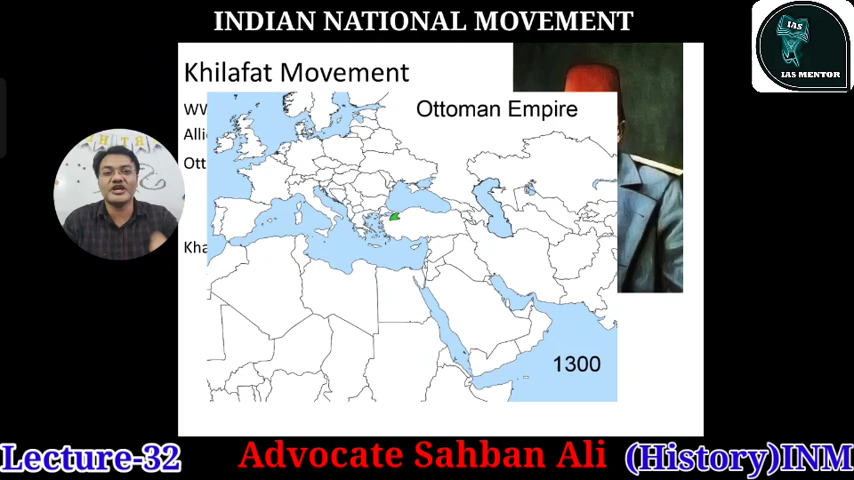 INDIAN NATIONAL MOVEMENT
IAS
IAS MENTOR
Khilafat Movement
Ottoman Empire
1300
Lecture-32
Advocate Sahban Ali
(History)INM